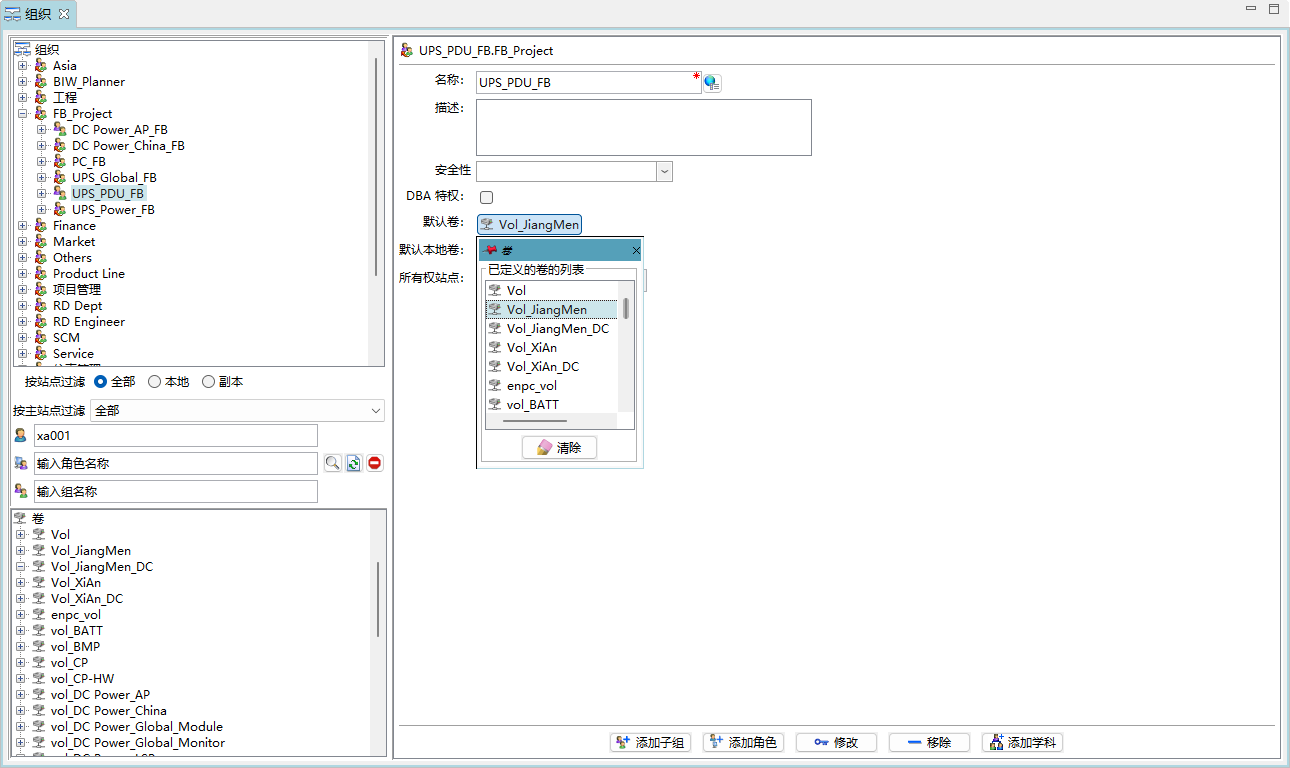 组织
组织
Asia
BIW_Planner
工程
FB_Project
DC Power_AP_FB
DC Power_China_FB
PC_FB
UPS_Global_FB
UPS_PDU_FB
UPS_Power_FB
Finance
Market
Others
Product Line
项目管理
RD Dept
RD Engineer
SCM
Service
按站点过滤 全部 本地 副本
按主站点过滤 全部
xa001
输入角色名称
输入组名称
卷
Vol
Vol_JiangMen
Vol_JiangMen_DC
Vol_XiAn
Vol_XiAn_DC
enpc_vol
vol_BATT
vol_BMP
vol_CP
vol_CP-HW
vol_DC Power_AP
vol_DC Power_China
vol_DC Power_Global_Module
vol_DC Power_Global_Monitor
UPS_PDU_FB.FB_Project
名称: UPS_PDU_FB *
描述:
安全性
DBA 特权:
默认卷: Vol_JiangMen
默认本地卷:
所有权站点:
卷
已定义的卷的列表
Vol
Vol_JiangMen
Vol_JiangMen_DC
Vol_XiAn
Vol_XiAn_DC
enpc_vol
vol_BATT
清除
添加子组 添加角色 修改 移除 添加学科